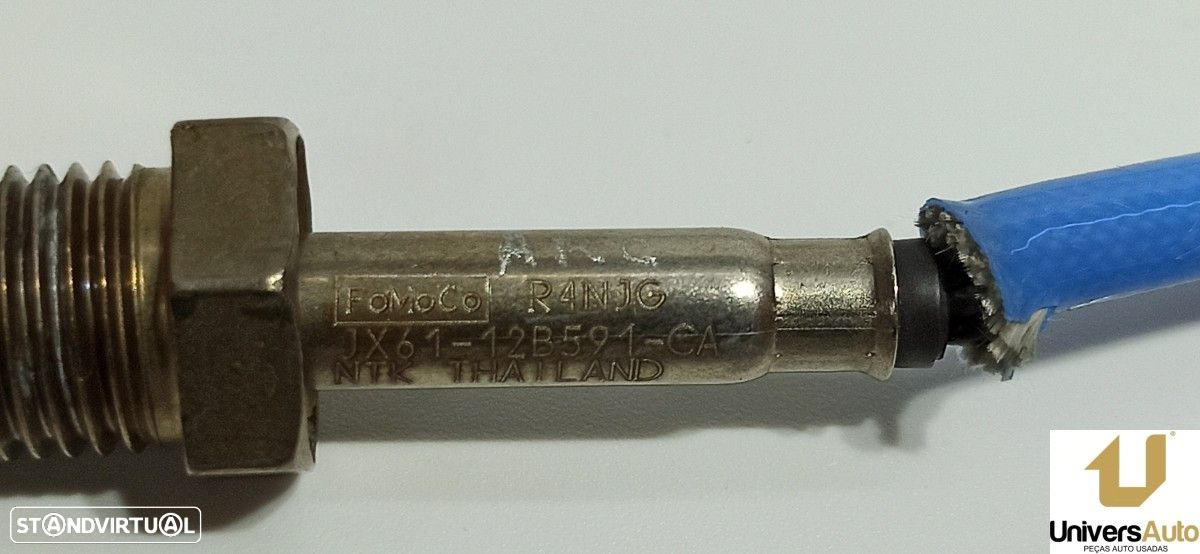 FoMoCo R4NJG
JX61-12B591-CA
NTK THAILAND
STANDVIRTUAL
UniversAuto
PEÇAS AUTO USADAS